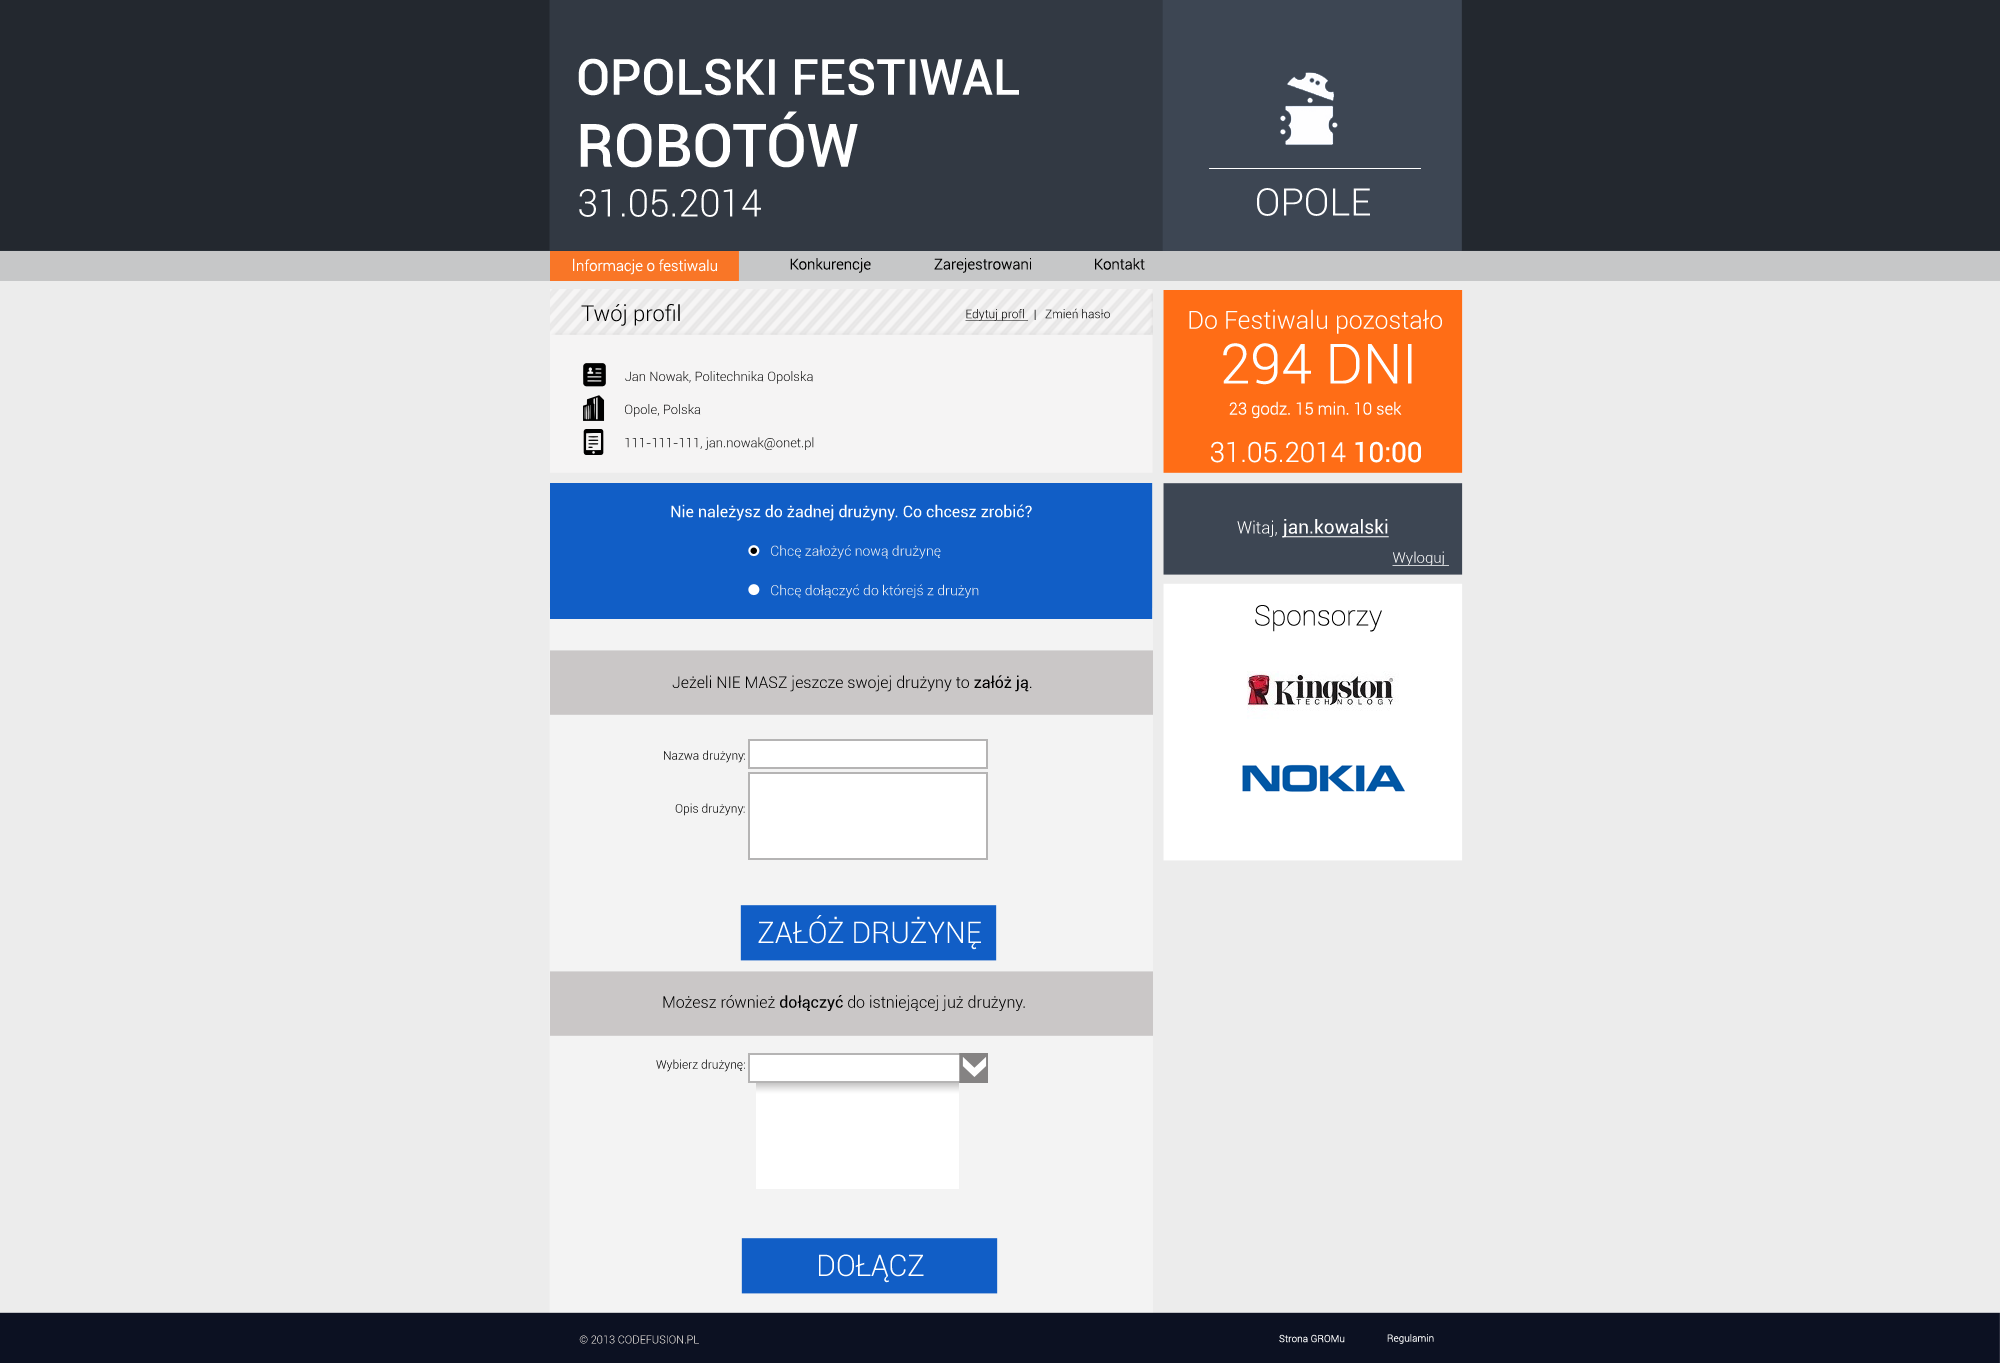 OPOLSKI FESTIWAL
ROBOTÓW
31.05.2014
OPOLE
Informacje o festiwalu
Konkurencje
Zarejestrowani
Kontakt
Twój profil
Edytuj profl | Zmień hasło
Jan Nowak, Politechnika Opolska
Opole, Polska
111-111-111, jan.nowak@onet.pl
Nie należysz do żadnej drużyny. Co chcesz zrobić?
Chcę założyć nową drużynę
Chcę dołączyć do którejś z drużyn
Jeżeli NIE MASZ jeszcze swojej drużyny to załóż ją.
Nazwa drużyny:
Opis drużyny:
ZAŁÓŻ DRUŻYNĘ
Możesz również dołączyć do istniejącej już drużyny.
Wybierz drużynę:
DOŁĄCZ
Do Festiwalu pozostało
294 DNI
23 godz. 15 min. 10 sek
31.05.2014 10:00
Witaj, jan.kowalski
Wyloguj
Sponsorzy
Kingston
TECHNOLOGY
NOKIA
© 2013 CODEFUSION.PL
Strona GROMu
Regulamin